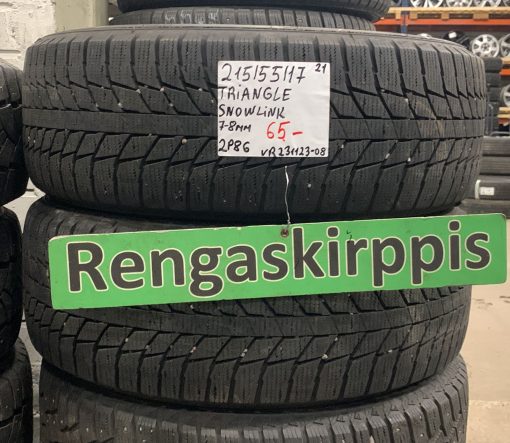 215/55/17 21
TRIANGLE
SNOWLINK
7-8MM 65,-
2P86 VR231123-08
Rengaskirppis